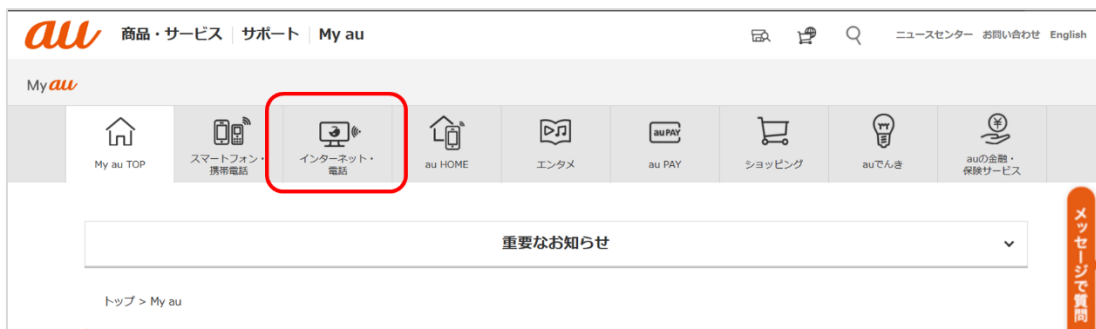 au 商品・サービス サポート My au ニュースセンター お問い合わせ English
My au
My au TOP
スマートフォン・
携帯電話
インターネット・
電話
au HOME
エンタメ
au PAY
au PAY
ショッピング
auでんき
auの金融・
保険サービス
重要なお知らせ
トップ > My au
メッセージで質問